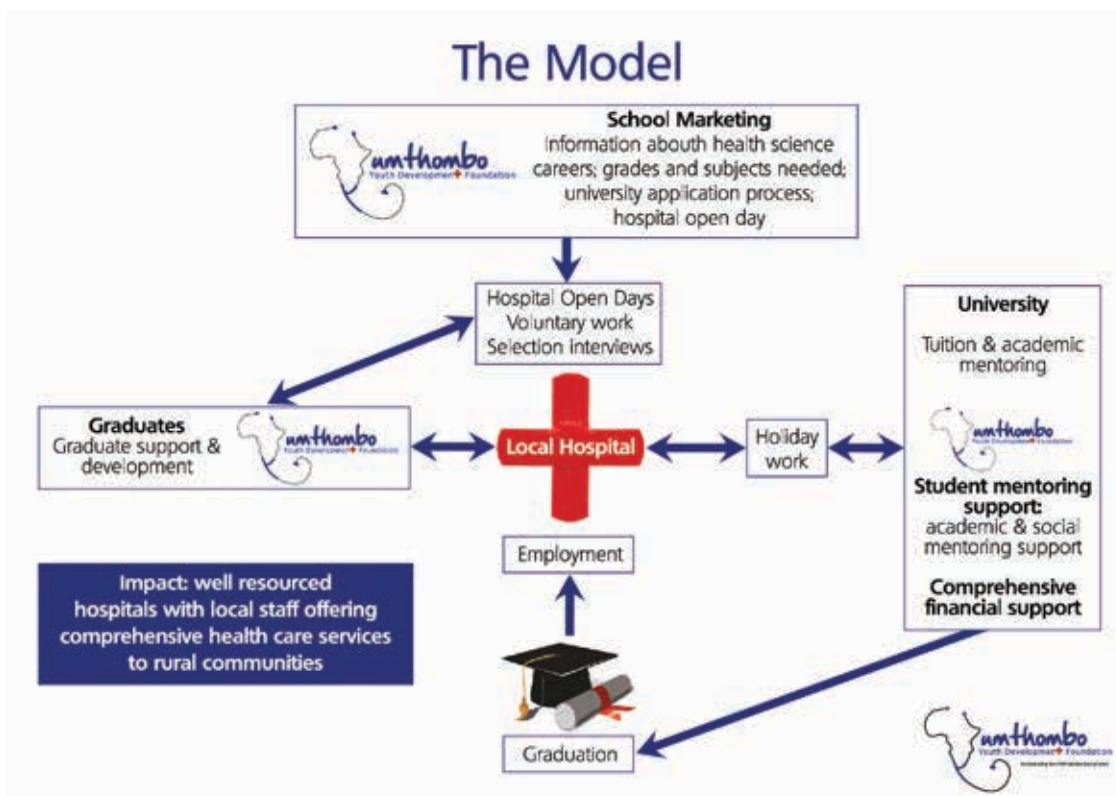 The Model
umthombo
Youth Development Foundation
School Marketing
Information abouth health science
careers; grades and subjects needed;
university application process;
hospital open day
Hospital Open Days
Voluntary work
Selection interviews
University
Tuition & academic
mentoring
umthombo
Youth Development Foundation
Student mentoring
support:
academic & social
mentoring support
Comprehensive
financial support
Graduates
Graduate support &
development
umthombo
Youth Development Foundation
Local Hospital
Holiday
work
Employment
Impact: well resourced
hospitals with local staff offering
comprehensive health care services
to rural communities
Graduation
umthombo
Youth Development Foundation